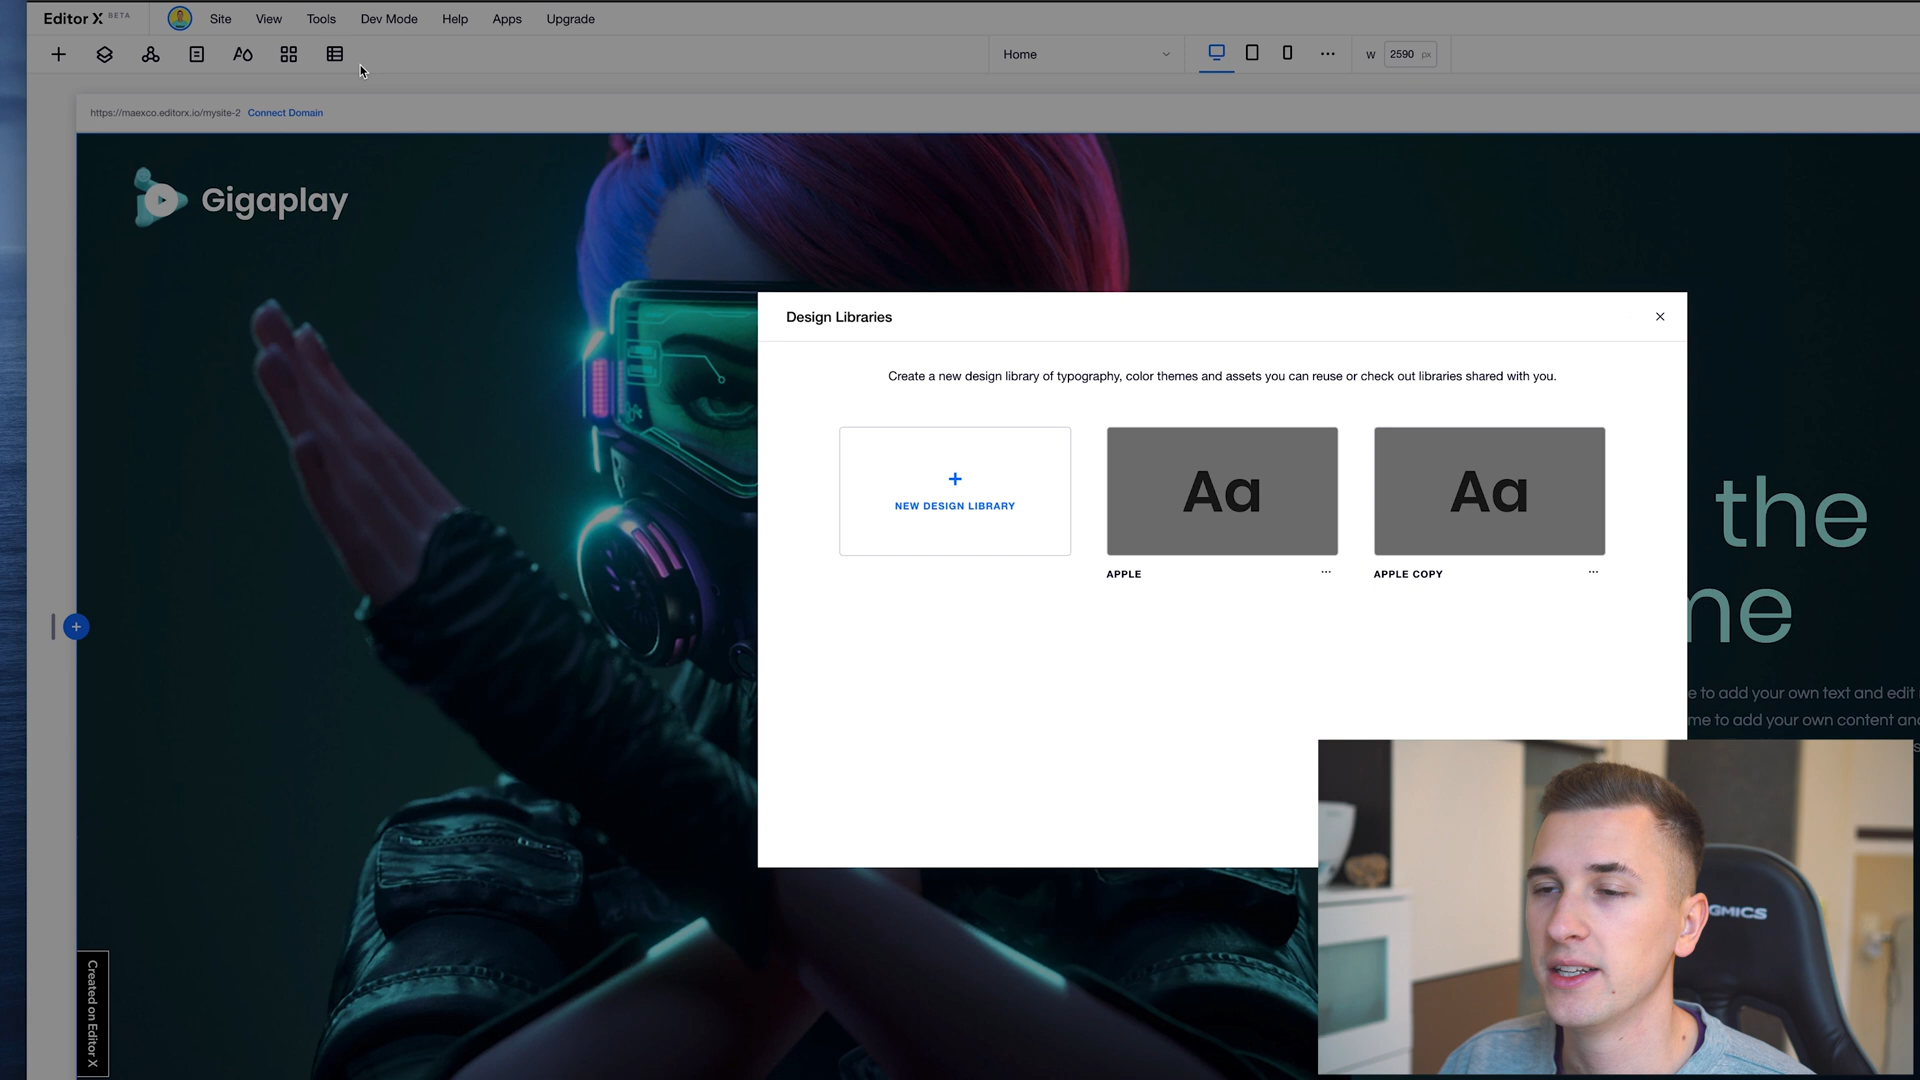 Editor X BETA
Site View Tools Dev Mode Help Apps Upgrade
Home
W 2590 px
https://maexco.editorx.io/mysite-2 Connect Domain
Gigaplay
Design Libraries
Create a new design library of typography, color themes and assets you can reuse or check out libraries shared with you.
+
NEW DESIGN LIBRARY
Aa
APPLE
Aa
APPLE COPY
the
me
e to add your own text and edit
me to add your own content and
GMICS
Created on Editor X